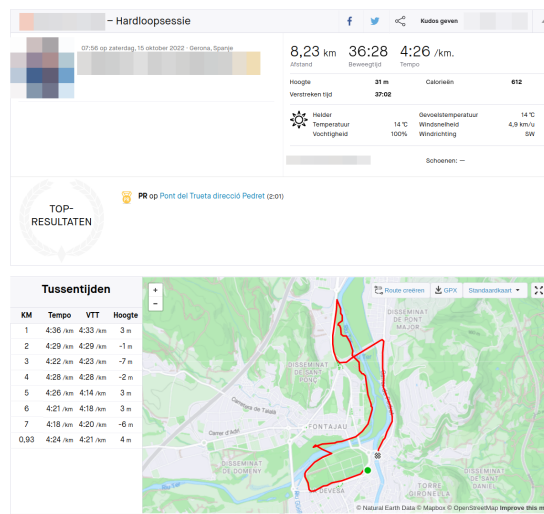 – Hardloopsessie
Kudos geven
07:56 op zaterdag, 15 oktober 2022 · Gerona, Spanje
8,23 km 36:28 4:26 /km.
Afstand Beweegtijd Tempo
Hoogte 31 m Calorieën 612
Verstreken tijd 37:02
Helder Gevoelstemperatuur 14 ℃
Temperatuur 14 ℃ Windsnelheid 4,9 km/u
Vochtigheid 100% Windrichting SW
Schoenen: —
TOP-
RESULTATEN
PR op Pont del Trueta direcció Pedret (2:01)
Tussentijden
KM Tempo VTT Hoogte
1 4:36 /km 4:33 /km 3 m
2 4:29 /km 4:29 /km -1 m
3 4:22 /km 4:23 /km -7 m
4 4:28 /km 4:28 /km -2 m
5 4:26 /km 4:14 /km 3 m
6 4:21 /km 4:18 /km 3 m
7 4:18 /km 4:20 /km -6 m
0,93 4:24 /km 4:21 /km 4 m
+
−
Route creëren GPX Standaardkaart
DISSEMINAT
DE PONT
MAJOR
DISSEMINAT
DE SANT
PONÇ
Carretera de Taialà
Carrer d'Adri
FONTAJAU
DISSEMINAT
DE DOMENY
DISSEMINAT
DE SANT
DANIEL
TORRE
GIRONELLA
© Natural Earth Data © Mapbox © OpenStreetMap Improve this m